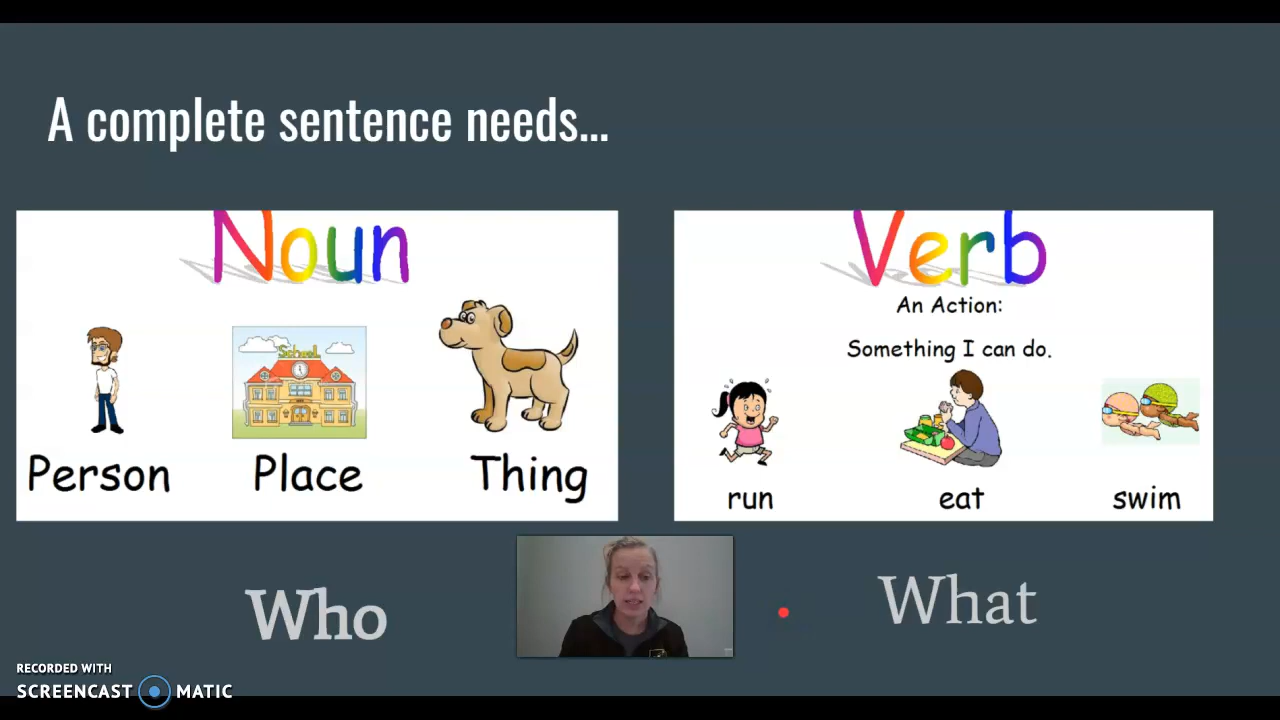 A complete sentence needs...
Noun
School
Person Place Thing
Verb
An Action:
Something I can do.
run eat swim
Who
What
RECORDED WITH
SCREENCAST MATIC